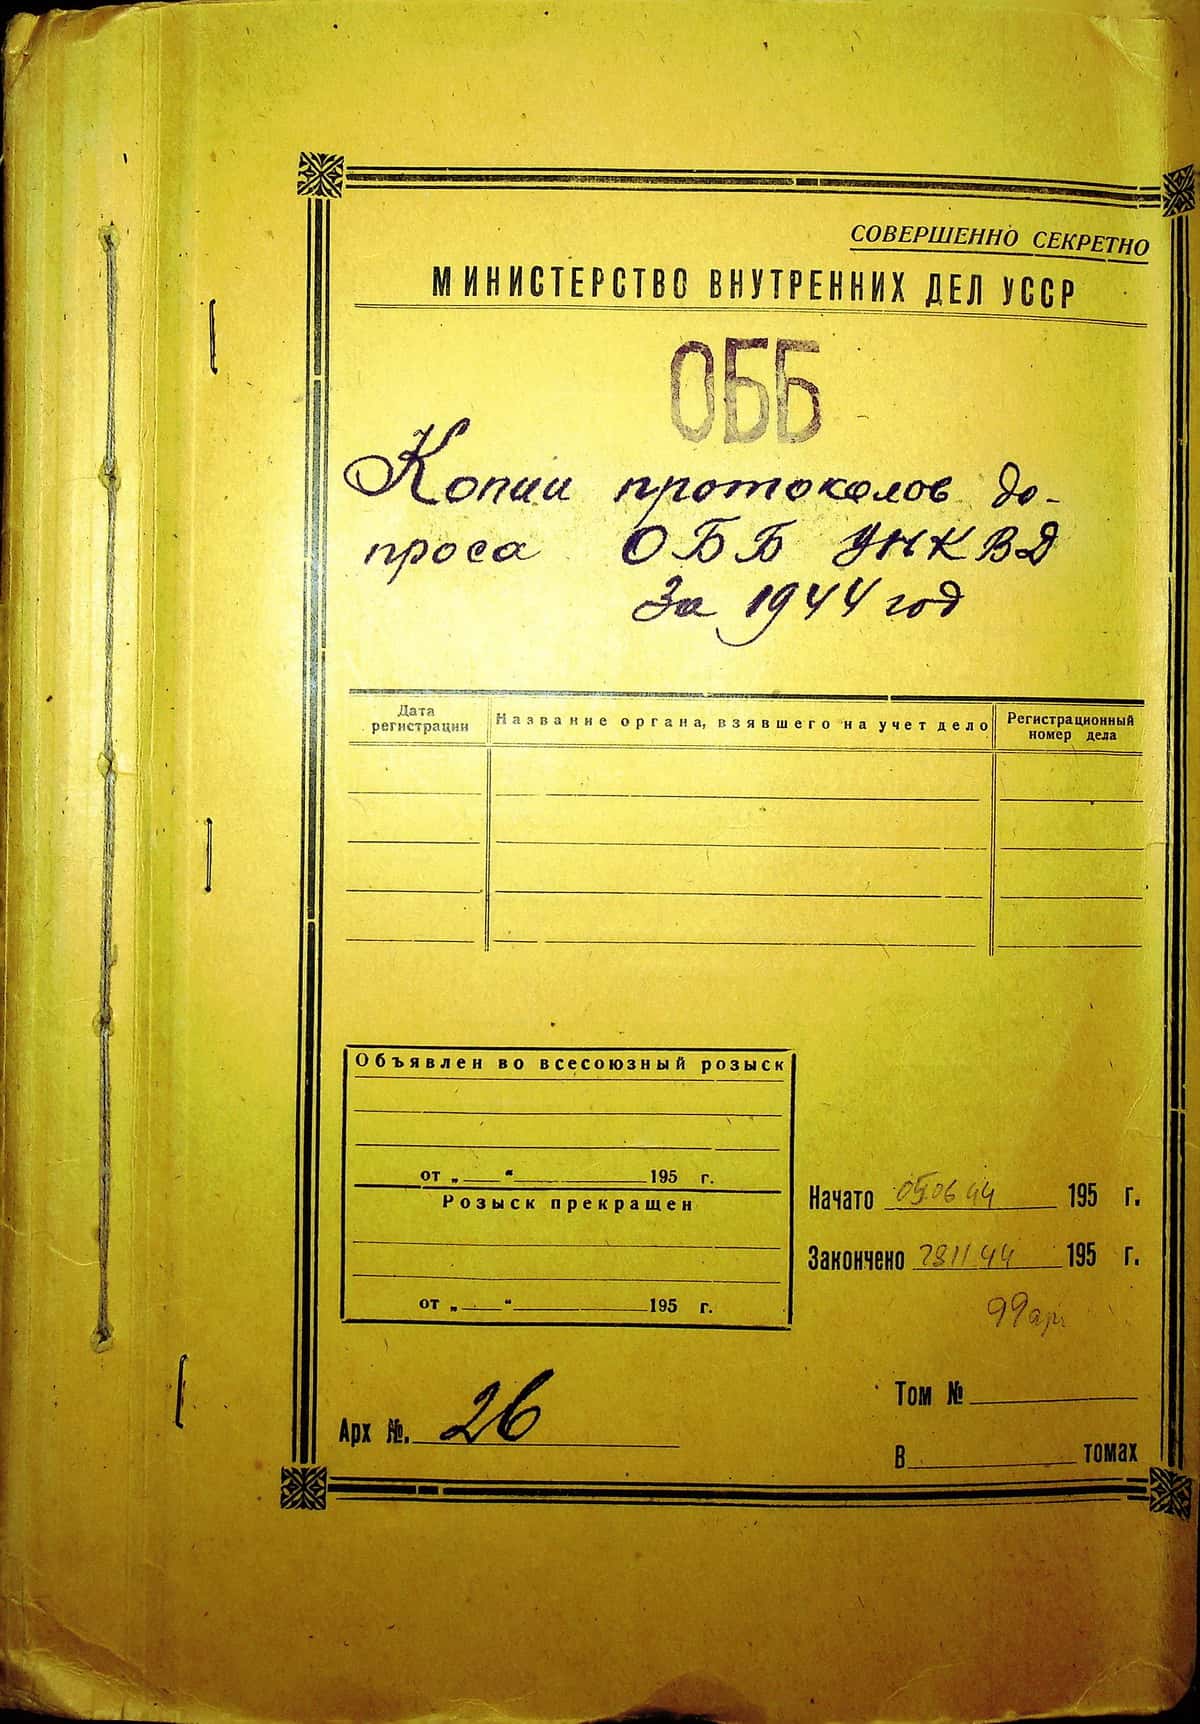 СОВЕРШЕННО СЕКРЕТНО
МИНИСТЕРСТВО ВНУТРЕННИХ ДЕЛ УССР
ОББ
Копии протоколов до-
проса ОББ УНКВД
За 1944 год
Дата регистрации
Название органа, взявшего на учет дело
Регистрационный номер дела
Объявлен во всесоюзный розыск
от „ “ 195 г.
Розыск прекращен
от „ “ 195 г.
Начато 05.06 44 195 г.
Закончено 2811.44 195 г.
Арх №. 26
Том №
В томах